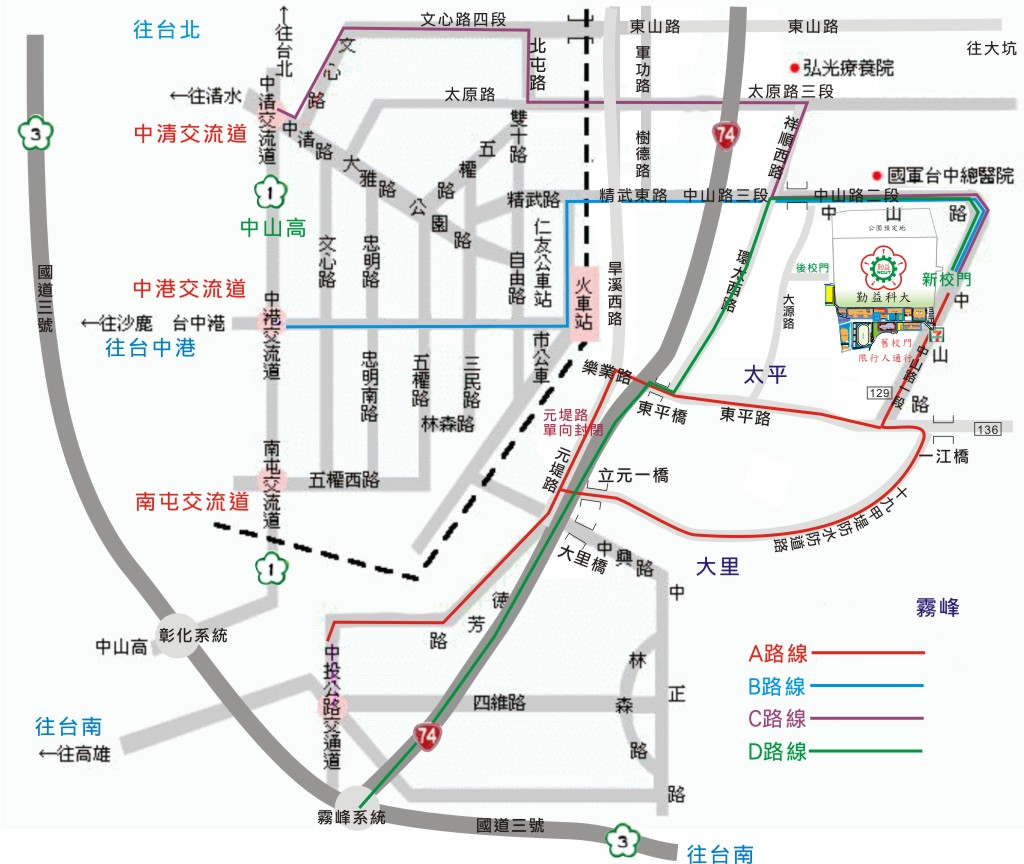 往台北
←往台北
文心路四段
東山路
東山路
往大坑
文心路
北屯路
軍功路
弘光療養院
←往清水
中清交流道
太原路
太原路三段
3
中清交流道
中清路
大雅路
五權路
雙十路
樹德路
74
祥順西路
國軍台中總醫院
1
中山高
公園路
精武路
精武東路
中山路三段
中山路二段
中山路
公園預定地
文心路
忠明路
自由路
仁友公車站
旱溪西路
環太西路
後校門
勤益科大
新校門
國道三號
中港交流道
中港交流道
火車站
大源路
←往沙鹿
台中港
往台中港
市公車
舊校門
限行人通行
中山路
中山路一段
忠明南路
五權路
三民路
林森路
樂業路
太平
129
元堤路
單向封閉
東平橋
東平路
136
一江橋
南屯交流道
南屯交流道
五權西路
元堤路
立元一橋
十九甲堤防防水道路
1
大里橋
中興路
大里
霧峰
德芳路
中正路
中山高
彰化系統
中投公路交通道
林森路
四維路
A路線
B路線
C路線
D路線
往台南
←往高雄
74
霧峰系統
國道三號
3
往台南